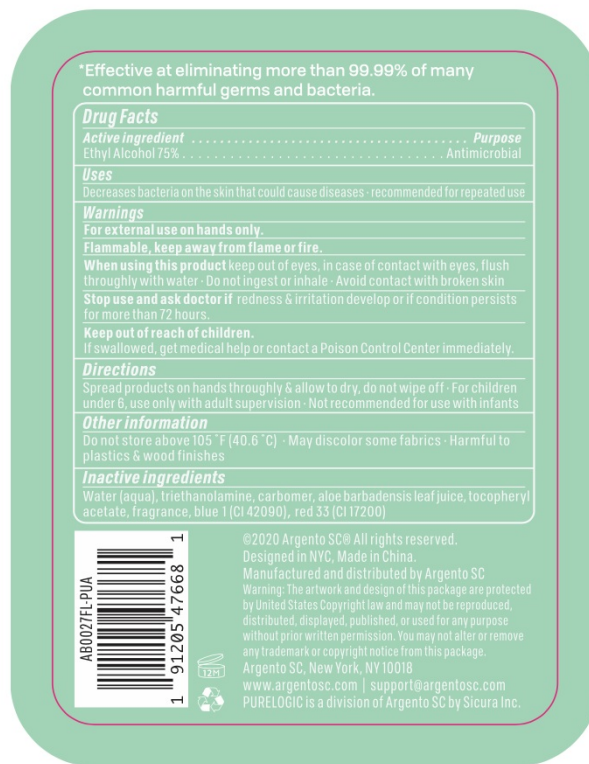 *Effective at eliminating more than 99.99% of many
common harmful germs and bacteria.
Drug Facts
Active ingredient . . . . . . . . . . . . . . . . . . . . . . . . . . . . . . . . . . . . . . . Purpose
Ethyl Alcohol 75% . . . . . . . . . . . . . . . . . . . . . . . . . . . . . . . . . Antimicrobial
Uses
Decreases bacteria on the skin that could cause diseases · recommended for repeated use
Warnings
For external use on hands only.
Flammable, keep away from flame or fire.
When using this product keep out of eyes, in case of contact with eyes, flush
throughly with water · Do not ingest or inhale · Avoid contact with broken skin
Stop use and ask doctor if redness & irritation develop or if condition persists
for more than 72 hours.
Keep out of reach of children.
If swallowed, get medical help or contact a Poison Control Center immediately.
Directions
Spread products on hands throughly & allow to dry, do not wipe off · For children
under 6, use only with adult supervision · Not recommended for use with infants
Other information
Do not store above 105 ˚F (40.6 ˚C) · May discolor some fabrics · Harmful to
plastics & wood finishes
Inactive ingredients
Water (aqua), triethanolamine, carbomer, aloe barbadensis leaf juice, tocopheryl
acetate, fragrance, blue 1 (CI 42090), red 33 (CI 17200)
AB0027FL-PUA
1 91205 47668 1
12M
©2020 Argento SC® All rights reserved.
Designed in NYC, Made in China.
Manufactured and distributed by Argento SC
Warning: The artwork and design of this package are protected
by United States Copyright law and may not be reproduced,
distributed, displayed, published, or used for any purpose
without prior written permission. You may not alter or remove
any trademark or copyright notice from this package.
Argento SC, New York, NY 10018
www.argentosc.com | support@argentosc.com
PURELOGIC is a division of Argento SC by Sicura Inc.